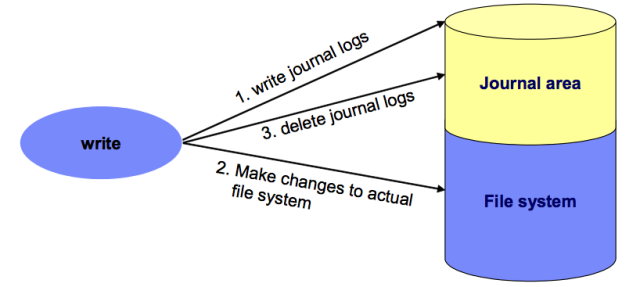 1. write journal logs
Journal area
3. delete journal logs
write
2. Make changes to actual
file system
File system